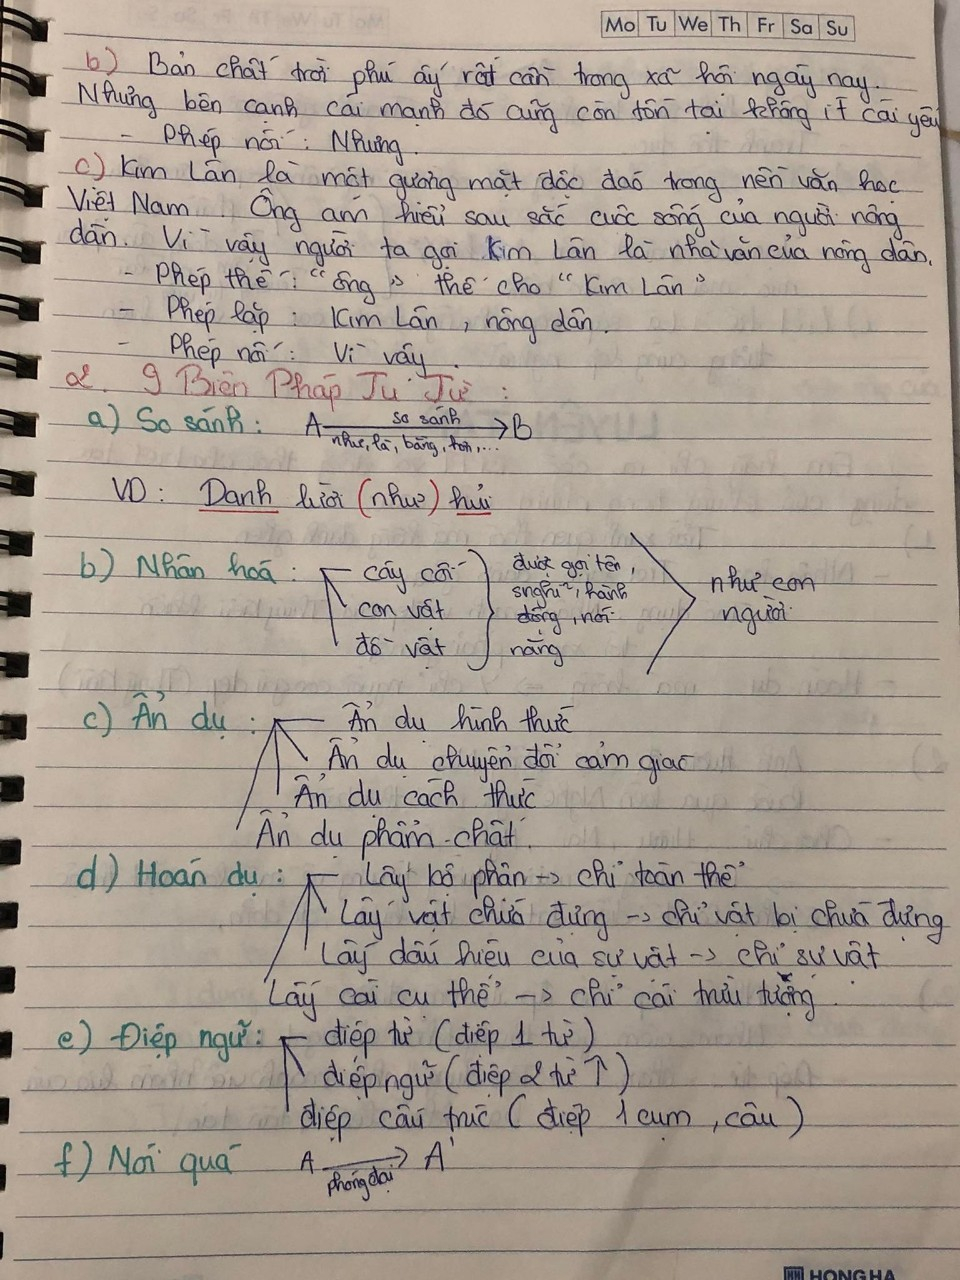 Mo Tu We Th Fr Sa Su
b) Bản chất trời phú ấy rất cần trong xã hội ngày nay.
Nhưng bên cạnh cái mạnh đó cũng còn tồn tại không ít cái yếu
- Phép nối : Nhưng.
c) Kim Lân là một gương mặt độc đáo trong nền văn học
Việt Nam. Ông am hiểu sâu sắc cuộc sống của người nông
dân. Vì vậy người ta gọi Kim Lân là nhà văn của nông dân.
- Phép thế : "ông" thế cho "Kim Lân"
- Phép lặp : Kim Lân, nông dân.
- Phép nối : Vì vậy.
2. 9 Biện Pháp Tu Từ :
a) So sánh : A so sánh B
như, là, bằng, hơn,...
VD : Danh lười (như) hủi
b) Nhân hoá : cây cối được gọi tên,
con vật snghĩ, hành như con
đồ vật động, nói người
năng
c) Ẩn dụ : Ẩn dụ hình thức
Ẩn dụ chuyển đổi cảm giác
Ẩn dụ cách thức
Ẩn dụ phẩm chất.
d) Hoán dụ : Lấy bộ phận -> chỉ toàn thể
Lấy vật chứa đựng -> chỉ vật bị chứa đựng
Lấy dấu hiệu của sự vật -> chỉ sự vật
Lấy cái cụ thể -> chỉ cái trừu tượng.
e) Điệp ngữ : điệp từ (điệp 1 từ)
điệp ngữ (điệp 2 từ ↑)
điệp cấu trúc (điệp 1 cụm, câu)
f) Nói quá A phóng đại A'
HONG HA